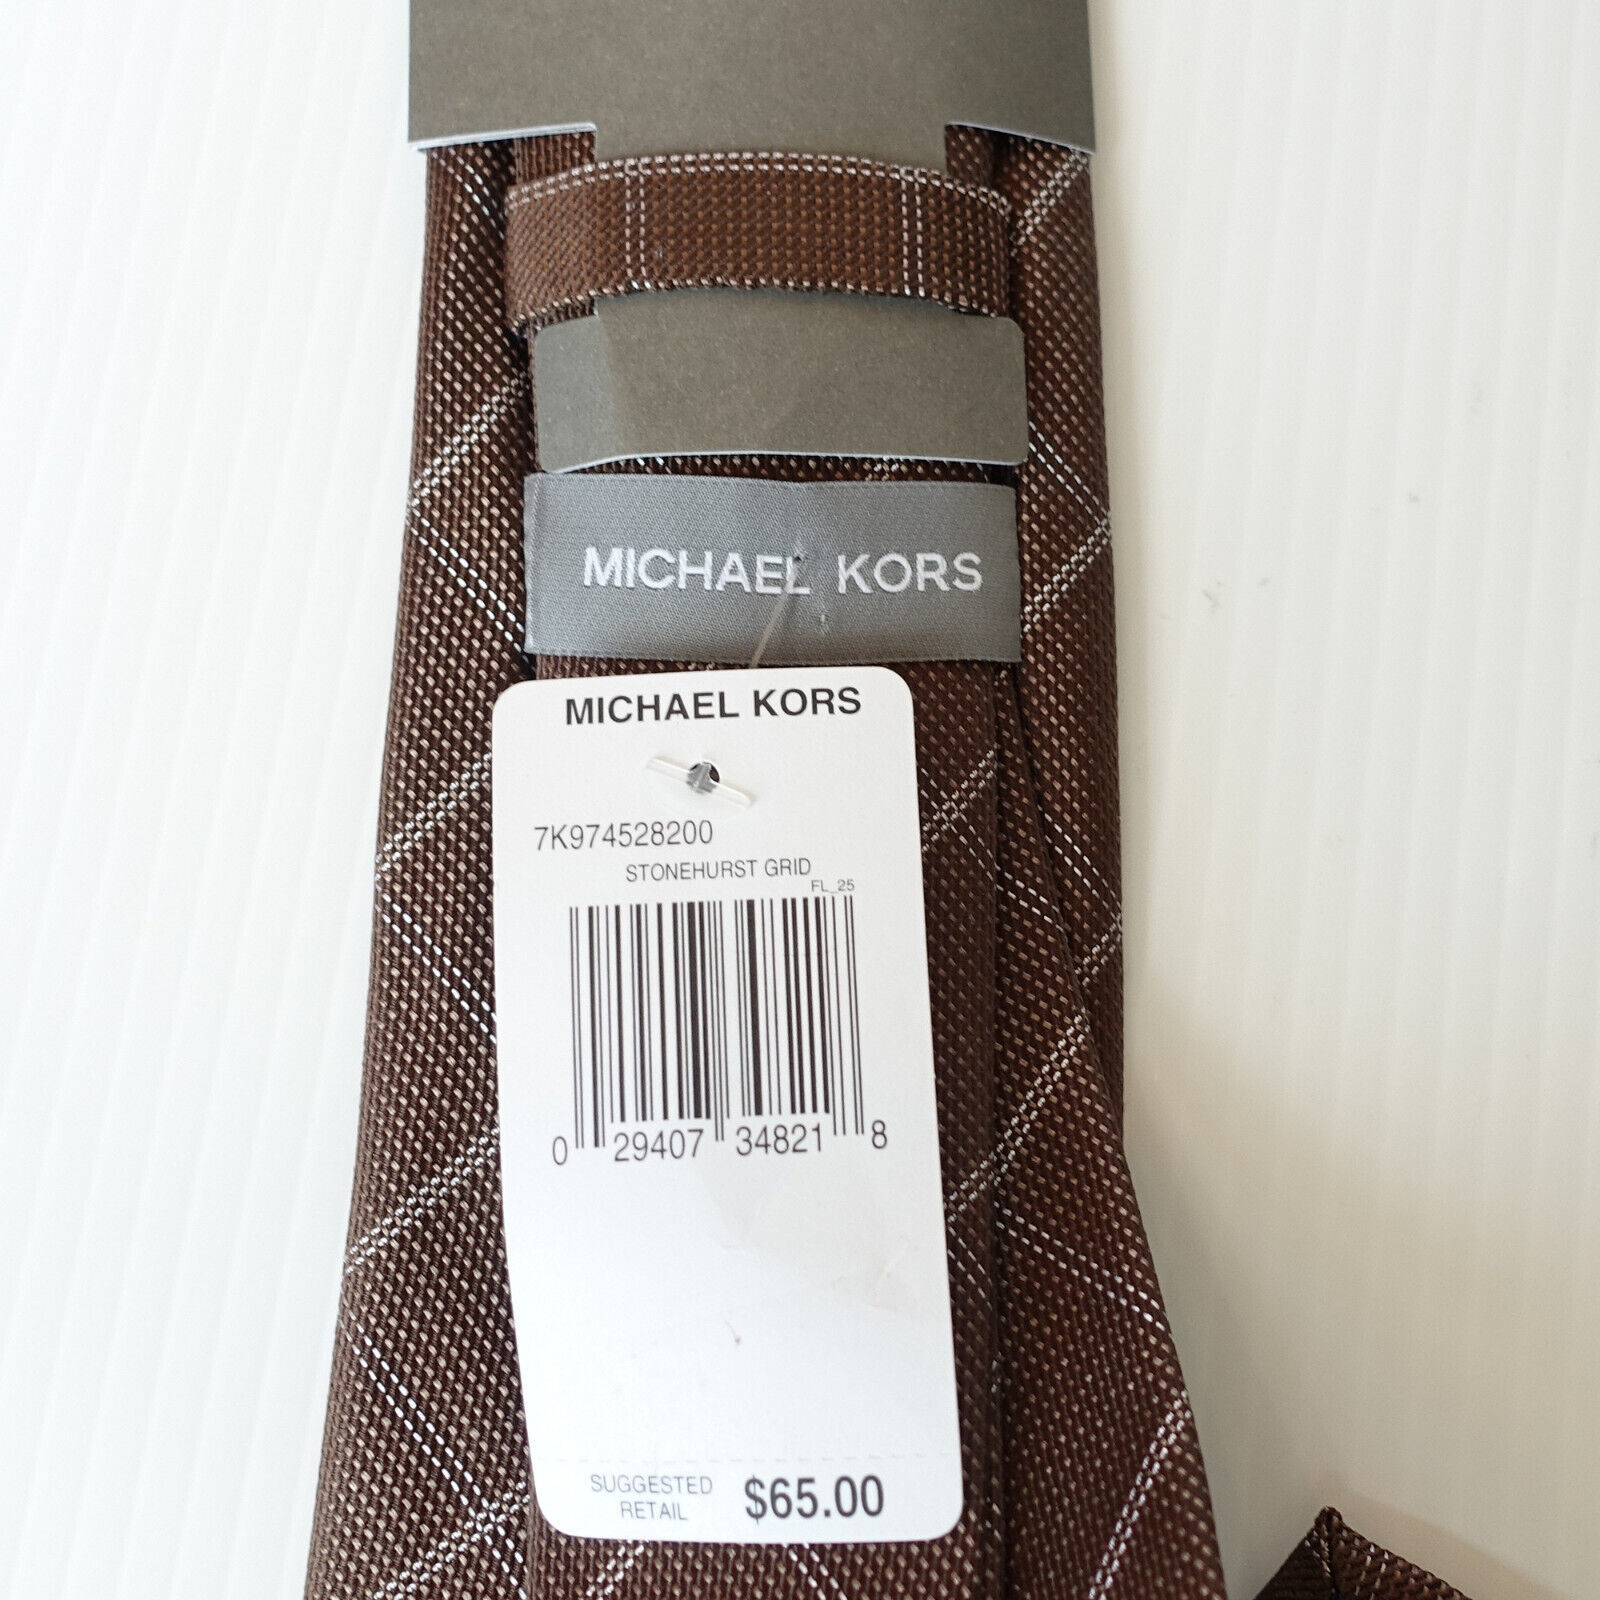 MICHAEL KORS
MICHAEL KORS
7K974528200
STONEHURST GRID
FL_25
0 29407 34821 8
SUGGESTED RETAIL $65.00